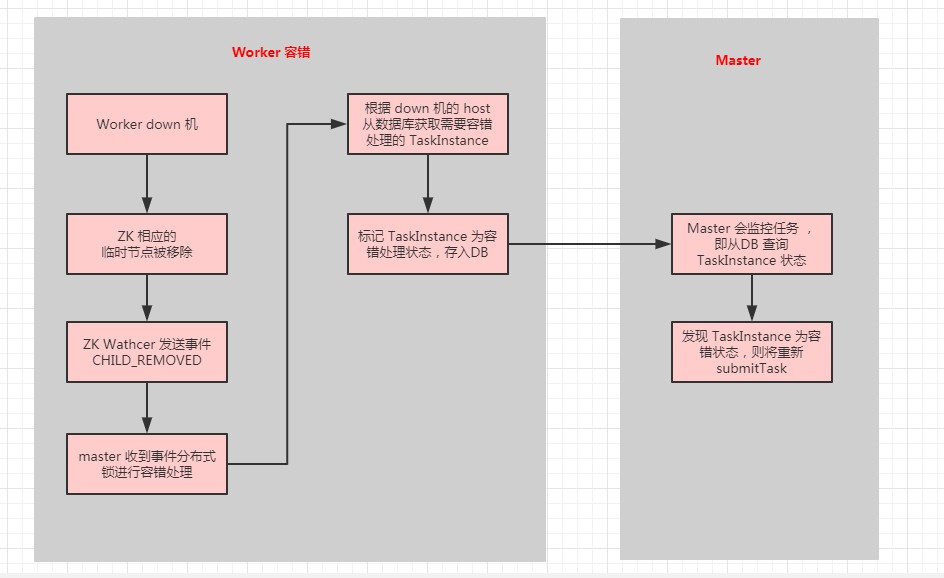 Worker 容错
Worker down 机
ZK 相应的
临时节点被移除
ZK Wathcer 发送事件
CHILD_REMOVED
master 收到事件分布式
锁进行容错处理
根据 down 机的 host
从数据库获取需要容错
处理的 TaskInstance
标记 TaskInstance 为容
错处理状态，存入DB
Master
Master 会监控任务 ，
即从DB 查询
TaskInstance 状态
发现 TaskInstance 为容
错状态，则将重新
submitTask